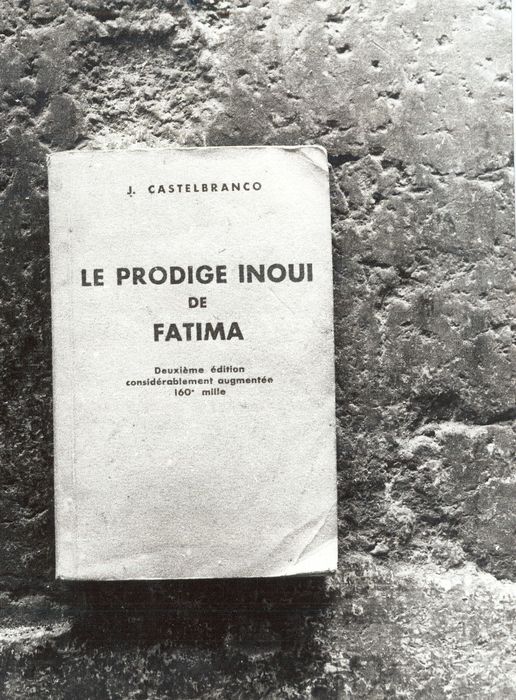 J. CASTELBRANCO
LE PRODIGE INOUI
DE
FATIMA
Deuxième édition
considérablement augmentée
160e mille